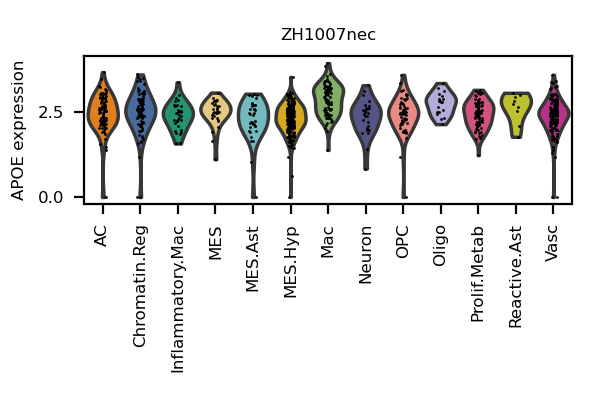 ZH1007nec
APOE expression
2.5
0.0
AC
Chromatin.Reg
Inflammatory.Mac
MES
MES.Ast
MES.Hyp
Mac
Neuron
OPC
Oligo
Prolif.Metab
Reactive.Ast
Vasc